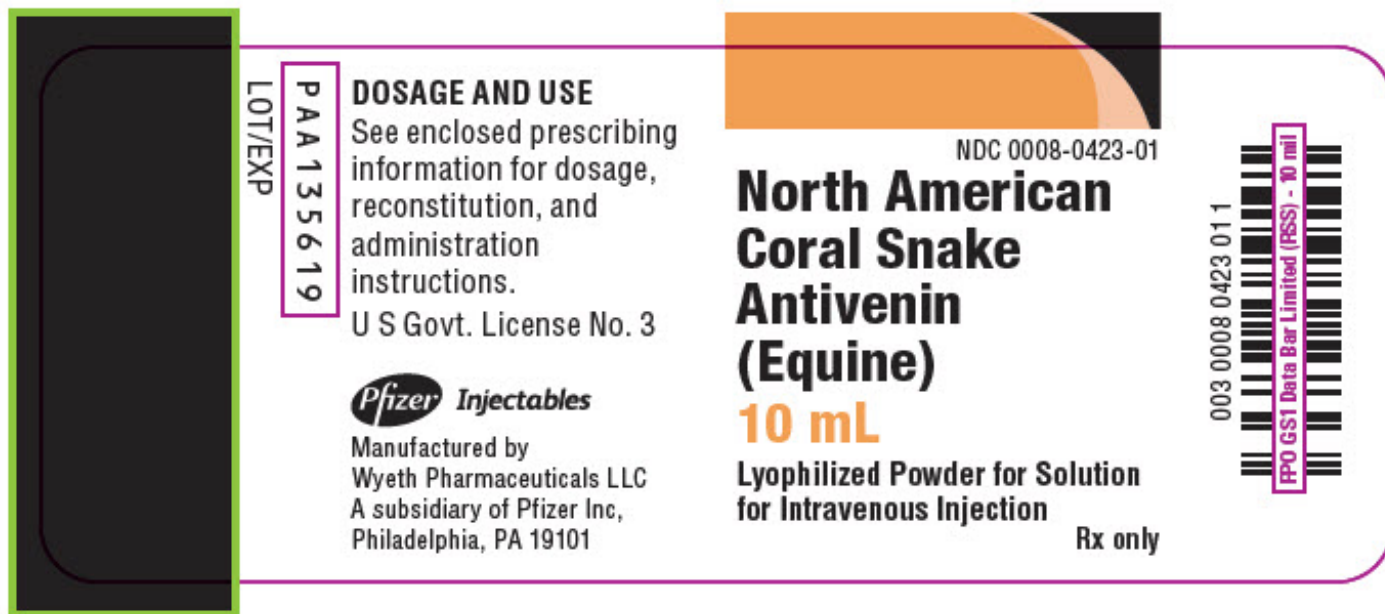 LOT/EXP
PAA135619
DOSAGE AND USE
See enclosed prescribing
information for dosage,
reconstitution, and
administration
instructions.
U S Govt. License No. 3
Pfizer Injectables
Manufactured by
Wyeth Pharmaceuticals LLC
A subsidiary of Pfizer Inc,
Philadelphia, PA 19101
NDC 0008-0423-01
North American
Coral Snake
Antivenin
(Equine)
10 mL
Lyophilized Powder for Solution
for Intravenous Injection
Rx only
003 0008 0423 01 1
FPO GS1 Data Bar Limited (RSS) - 10 mil